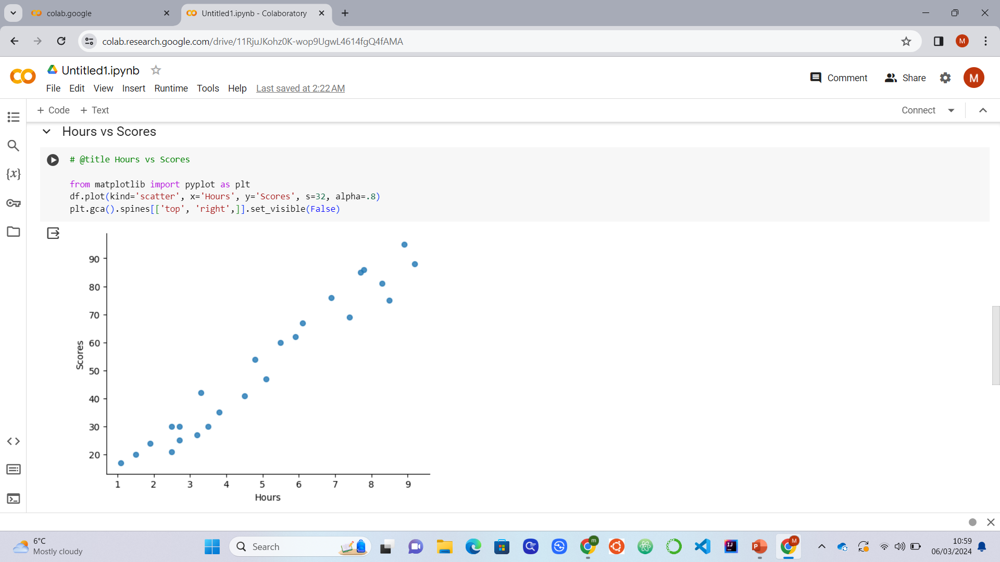 colab.google
Untitled1.ipynb - Colaboratory
colab.research.google.com/drive/11RjuJKohz0K-wop9UgwL4614fgQ4fAMA
M
Untitled1.ipynb
File Edit View Insert Runtime Tools Help Last saved at 2:22 AM
Comment Share M
+ Code + Text
Connect
Hours vs Scores
# @title Hours vs Scores
from matplotlib import pyplot as plt
df.plot(kind='scatter', x='Hours', y='Scores', s=32, alpha=.8)
plt.gca().spines[['top', 'right',]].set_visible(False)
{x}
90
80
70
60
50
40
30
20
Scores
1 2 3 4 5 6 7 8 9
Hours
6°C
Mostly cloudy
Search
m
IJ
P
M
10:59
06/03/2024